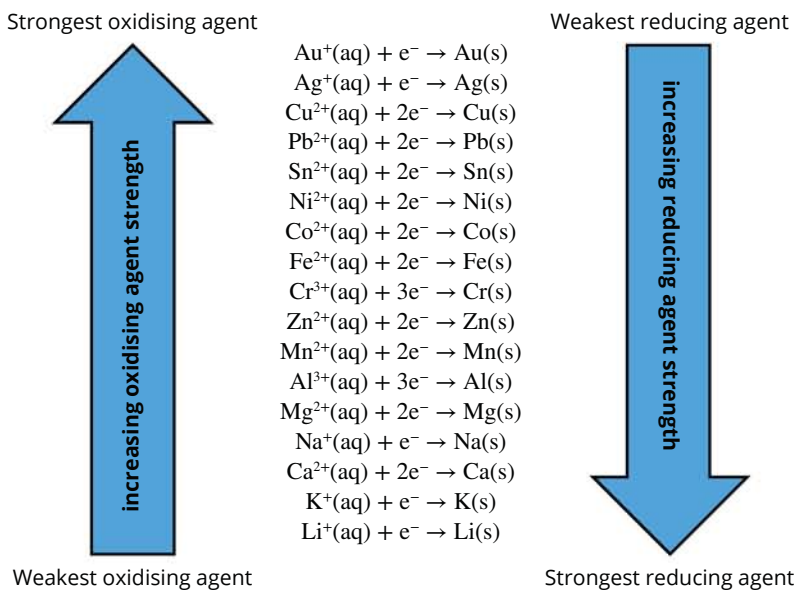 Strongest oxidising agent
Weakest reducing agent
Au⁺(aq) + e⁻ → Au(s)
Ag⁺(aq) + e⁻ → Ag(s)
Cu²⁺(aq) + 2e⁻ → Cu(s)
Pb²⁺(aq) + 2e⁻ → Pb(s)
Sn²⁺(aq) + 2e⁻ → Sn(s)
Ni²⁺(aq) + 2e⁻ → Ni(s)
Co²⁺(aq) + 2e⁻ → Co(s)
Fe²⁺(aq) + 2e⁻ → Fe(s)
Cr³⁺(aq) + 3e⁻ → Cr(s)
Zn²⁺(aq) + 2e⁻ → Zn(s)
Mn²⁺(aq) + 2e⁻ → Mn(s)
Al³⁺(aq) + 3e⁻ → Al(s)
Mg²⁺(aq) + 2e⁻ → Mg(s)
Na⁺(aq) + e⁻ → Na(s)
Ca²⁺(aq) + 2e⁻ → Ca(s)
K⁺(aq) + e⁻ → K(s)
Li⁺(aq) + e⁻ → Li(s)
increasing oxidising agent strength
increasing reducing agent strength
Weakest oxidising agent
Strongest reducing agent